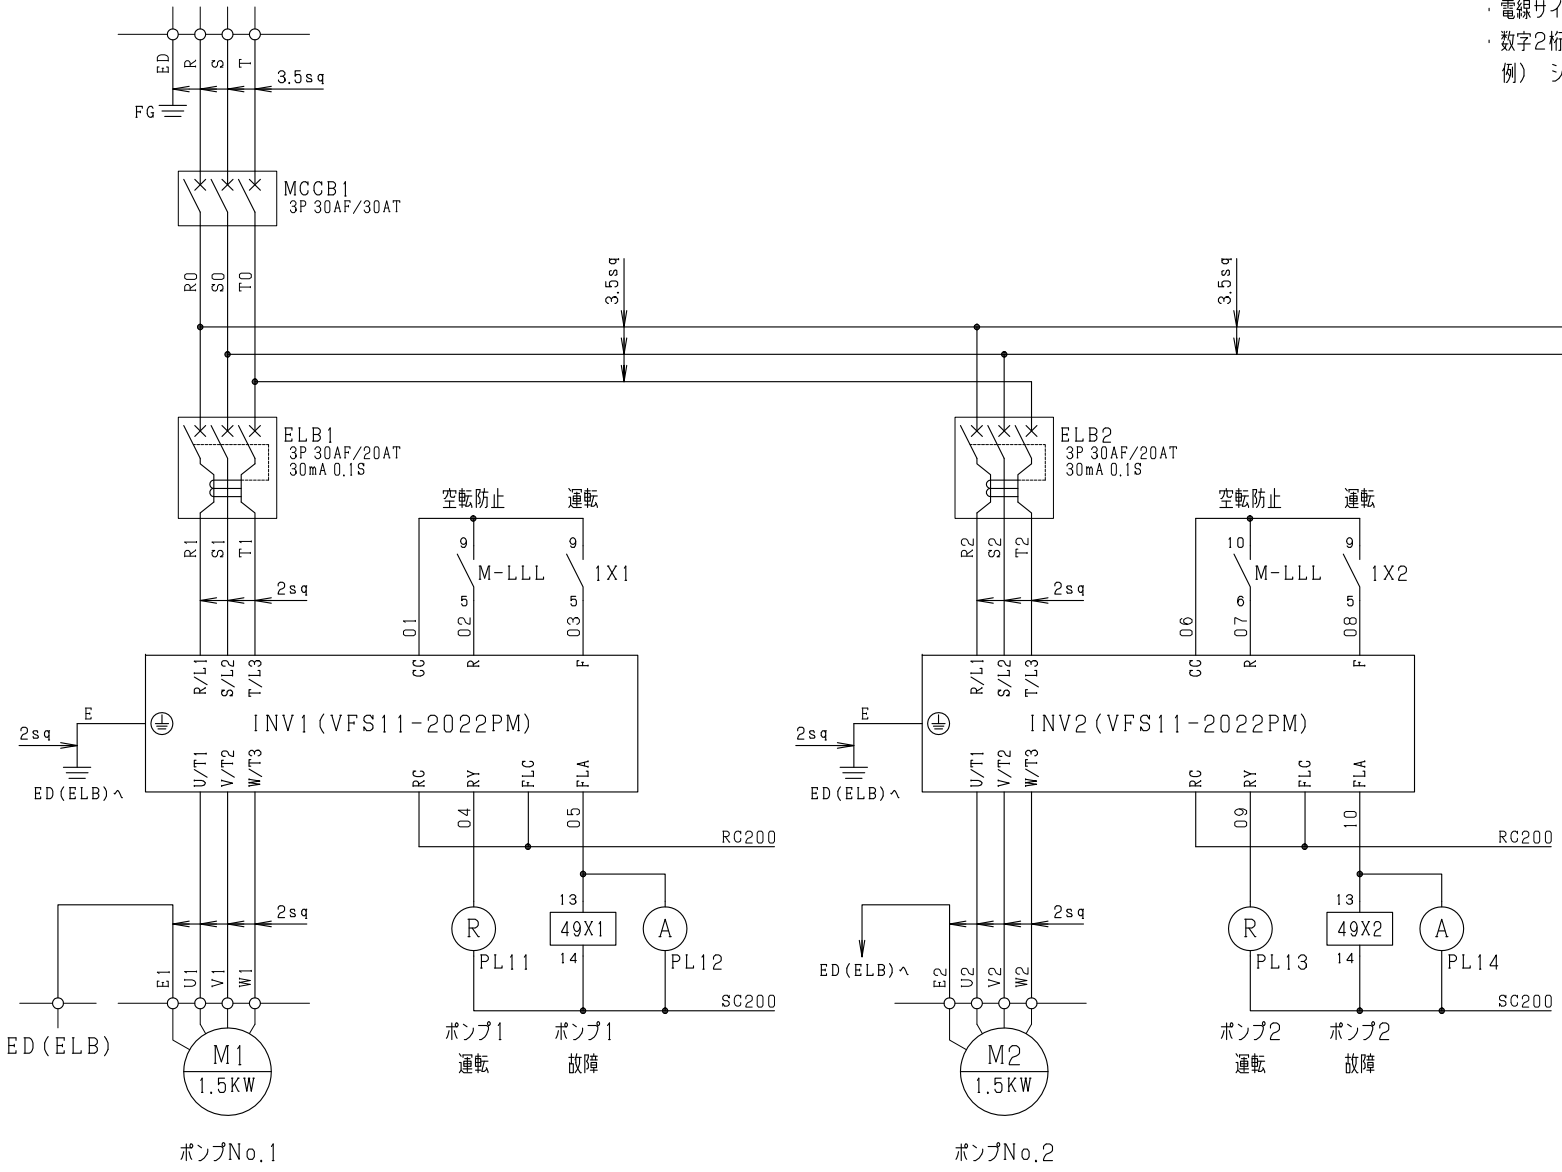 ・電線サイ
・数字2桁
例） シ
ED
R
S
T
3.5sq
FG
MCCB1
3P 30AF/30AT
R0
S0
T0
3.5sq
3.5sq
ELB1
3P 30AF/20AT
30mA 0.1S
ELB2
3P 30AF/20AT
30mA 0.1S
空転防止
運転
空転防止
運転
R1
S1
T1
9
M-LLL
5
9
1X1
5
R2
S2
T2
10
M-LLL
6
9
1X2
5
2sq
2sq
01
02
03
06
07
08
R/L1
S/L2
T/L3
CC
R
F
R/L1
S/L2
T/L3
CC
R
F
E
INV1(VFS11-2022PM)
E
INV2(VFS11-2022PM)
2sq
2sq
ED(ELB)へ
ED(ELB)へ
U/T1
V/T2
W/T3
RC
RY
FLC
FLA
U/T1
V/T2
W/T3
RC
RY
FLC
FLA
04
05
09
10
RC200
RC200
2sq
2sq
R
PL11
13
49X1
14
A
PL12
R
PL13
13
49X2
14
A
PL14
ED(ELB)へ
E1
U1
V1
W1
E2
U2
V2
W2
SC200
SC200
ED(ELB)
M1
1.5KW
ポンプ1
運転
ポンプ1
故障
M2
1.5KW
ポンプ2
運転
ポンプ2
故障
ポンプNo.1
ポンプNo.2